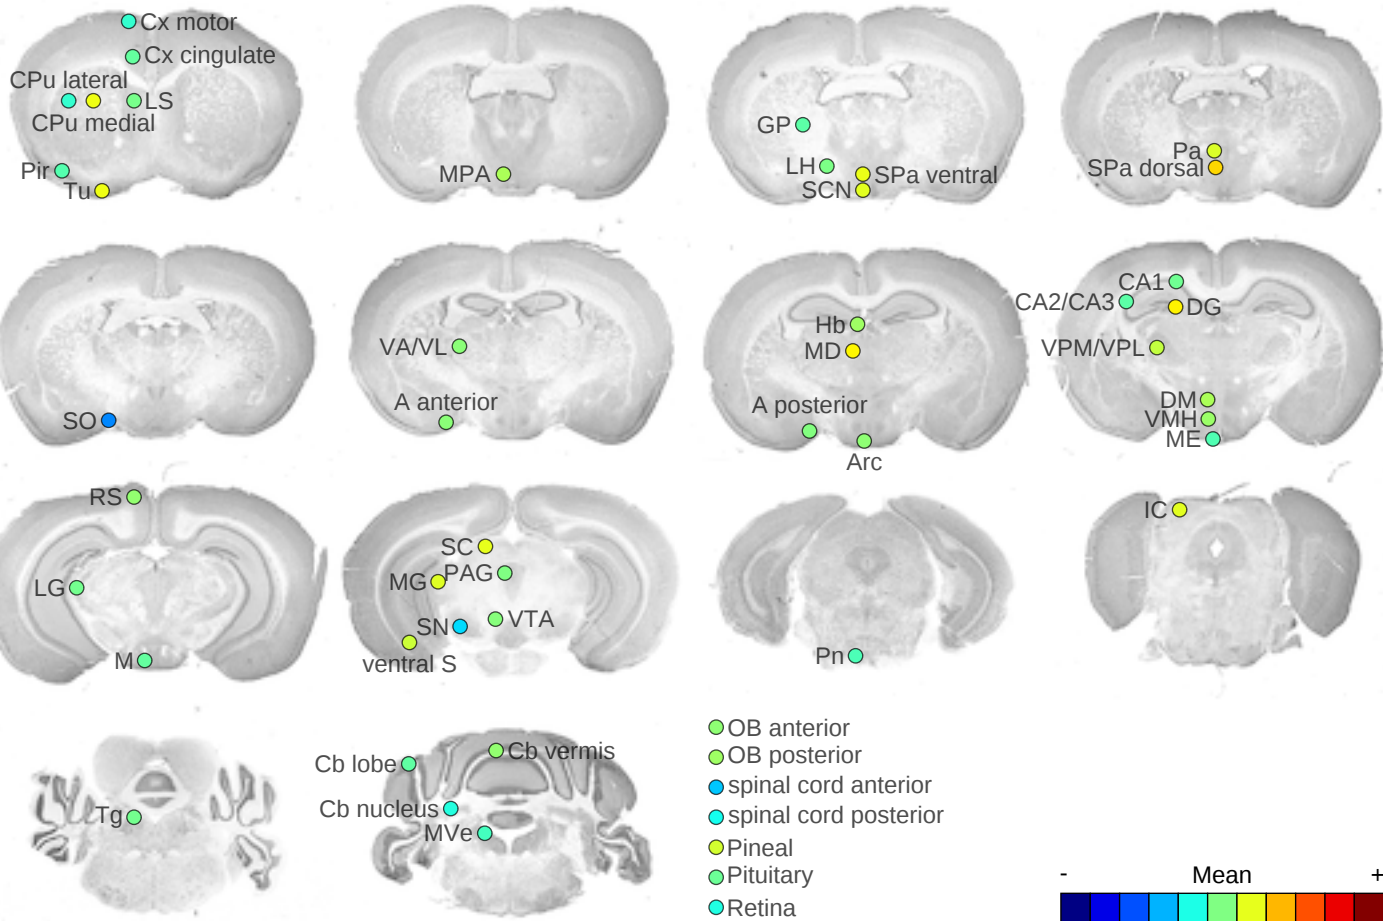 Cx motor
Cx cingulate
CPu lateral
LS
CPu medial
Pir
Tu
MPA
GP
LH
SPa ventral
SCN
Pa
SPa dorsal
SO
VA/VL
A anterior
Hb
MD
A posterior
Arc
CA1
CA2/CA3
DG
VPM/VPL
DM
VMH
ME
RS
LG
M
SC
PAG
MG
VTA
SN
ventral S
Pn
IC
Tg
Cb vermis
Cb lobe
Cb nucleus
MVe
OB anterior
OB posterior
spinal cord anterior
spinal cord posterior
Pineal
Pituitary
Retina
- Mean +